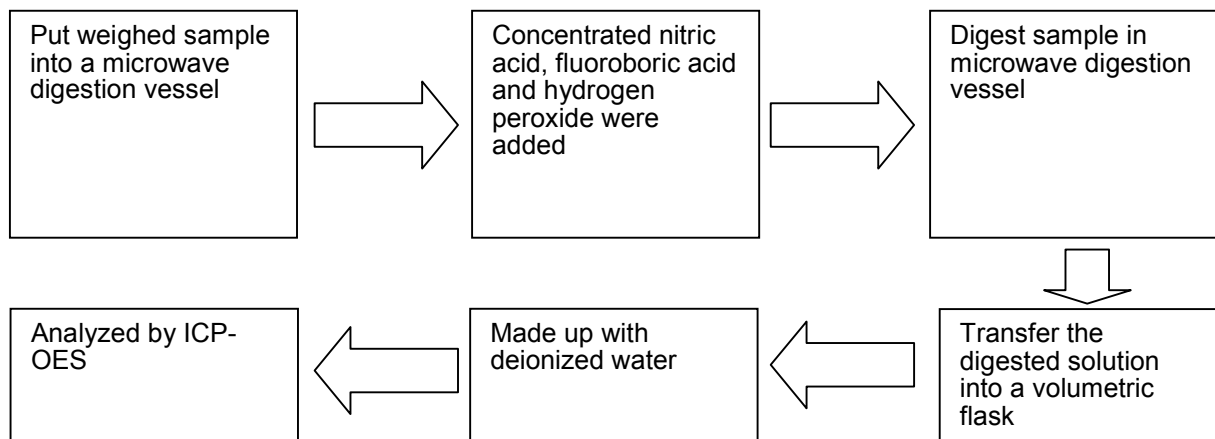 Put weighed sample
into a microwave
digestion vessel
Concentrated nitric
acid, fluoroboric acid
and hydrogen
peroxide were
added
Digest sample in
microwave digestion
vessel
Transfer the
digested solution
into a volumetric
flask
Made up with
deionized water
Analyzed by ICP-
OES